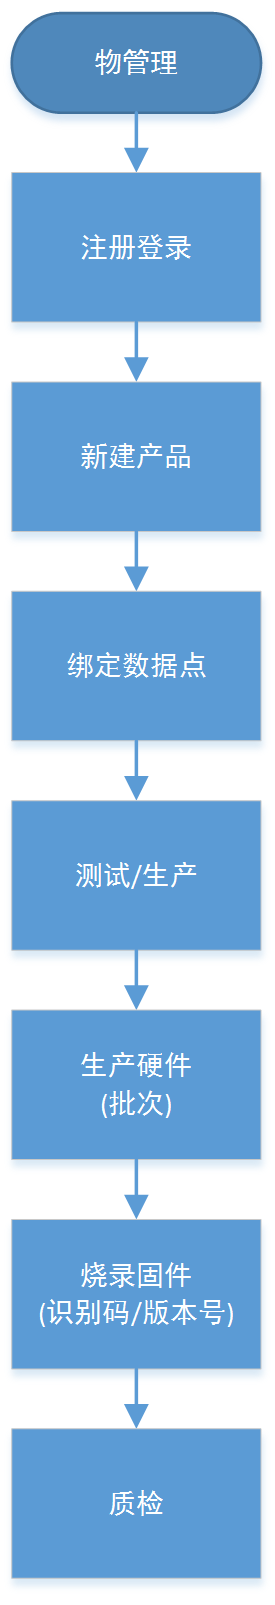 物管理
注册登录
新建产品
绑定数据点
测试/生产
生产硬件
(批次)
烧录固件
(识别码/版本号)
质检